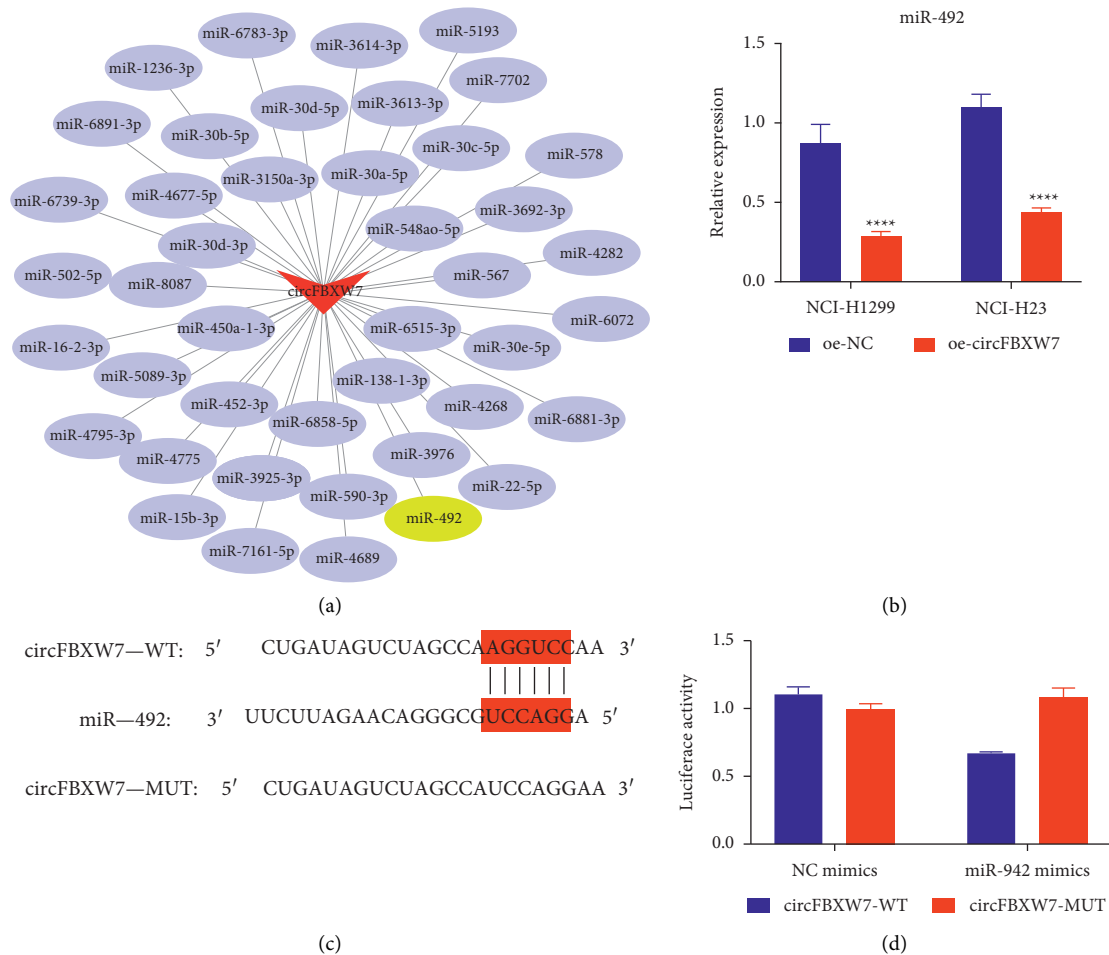 miR-6783-3p
miR-3614-3p
miR-5193
miR-1236-3p
miR-7702
miR-30d-5p
miR-3613-3p
miR-6891-3p
miR-30b-5p
miR-30c-5p
miR-578
miR-3150a-3p
miR-30a-5p
miR-4677-5p
miR-6739-3p
miR-3692-3p
miR-548ao-5p
miR-30d-3p
miR-4282
miR-502-5p
miR-8087
miR-567
circFBXW7
miR-6072
miR-450a-1-3p
miR-6515-3p
miR-16-2-3p
miR-30e-5p
miR-5089-3p
miR-138-1-3p
miR-452-3p
miR-4268
miR-6881-3p
miR-6858-5p
miR-4795-3p
miR-4775
miR-3976
miR-3925-3p
miR-22-5p
miR-590-3p
miR-15b-3p
miR-492
miR-7161-5p
miR-4689
(a)
miR-492
Rrelative expression
1.5
1.0
0.5
0.0
****
****
NCI-H1299 NCI-H23
oe-NC oe-circFBXW7
(b)
circFBXW7—WT: 5′ CUGAUAGUCUAGCCAAGGUCCAA 3′
miR—492: 3′ UUCUUAGAACAGGGCGUCCAGGA 5′
circFBXW7—MUT: 5′ CUGAUAGUCUAGCCAUCCAGGAA 3′
(c)
Luciferace activity
1.5
1.0
0.5
0.0
NC mimics miR-942 mimics
circFBXW7-WT circFBXW7-MUT
(d)